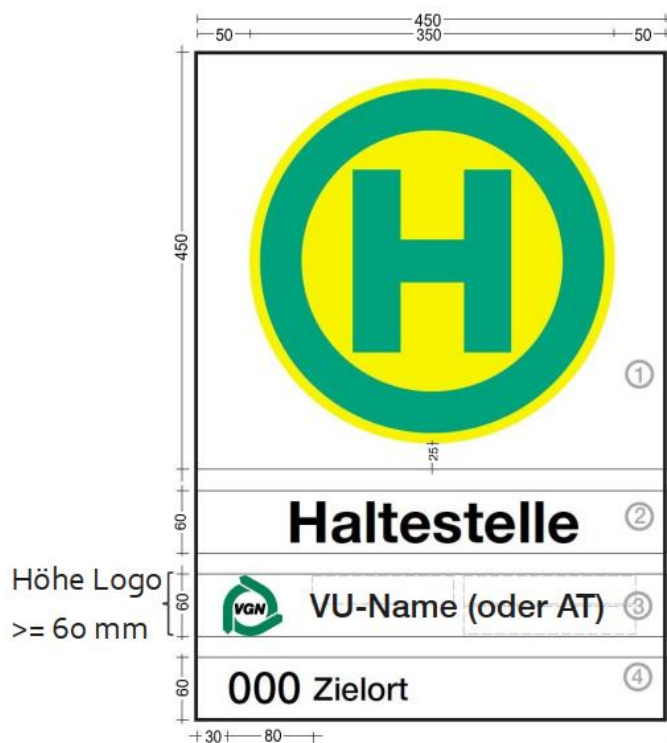 450
50 350 50
450
H
1
25
60 Haltestelle 2
Höhe Logo
>= 60 mm
60 VGN VU-Name (oder AT) 3
60 000 Zielort 4
30 80